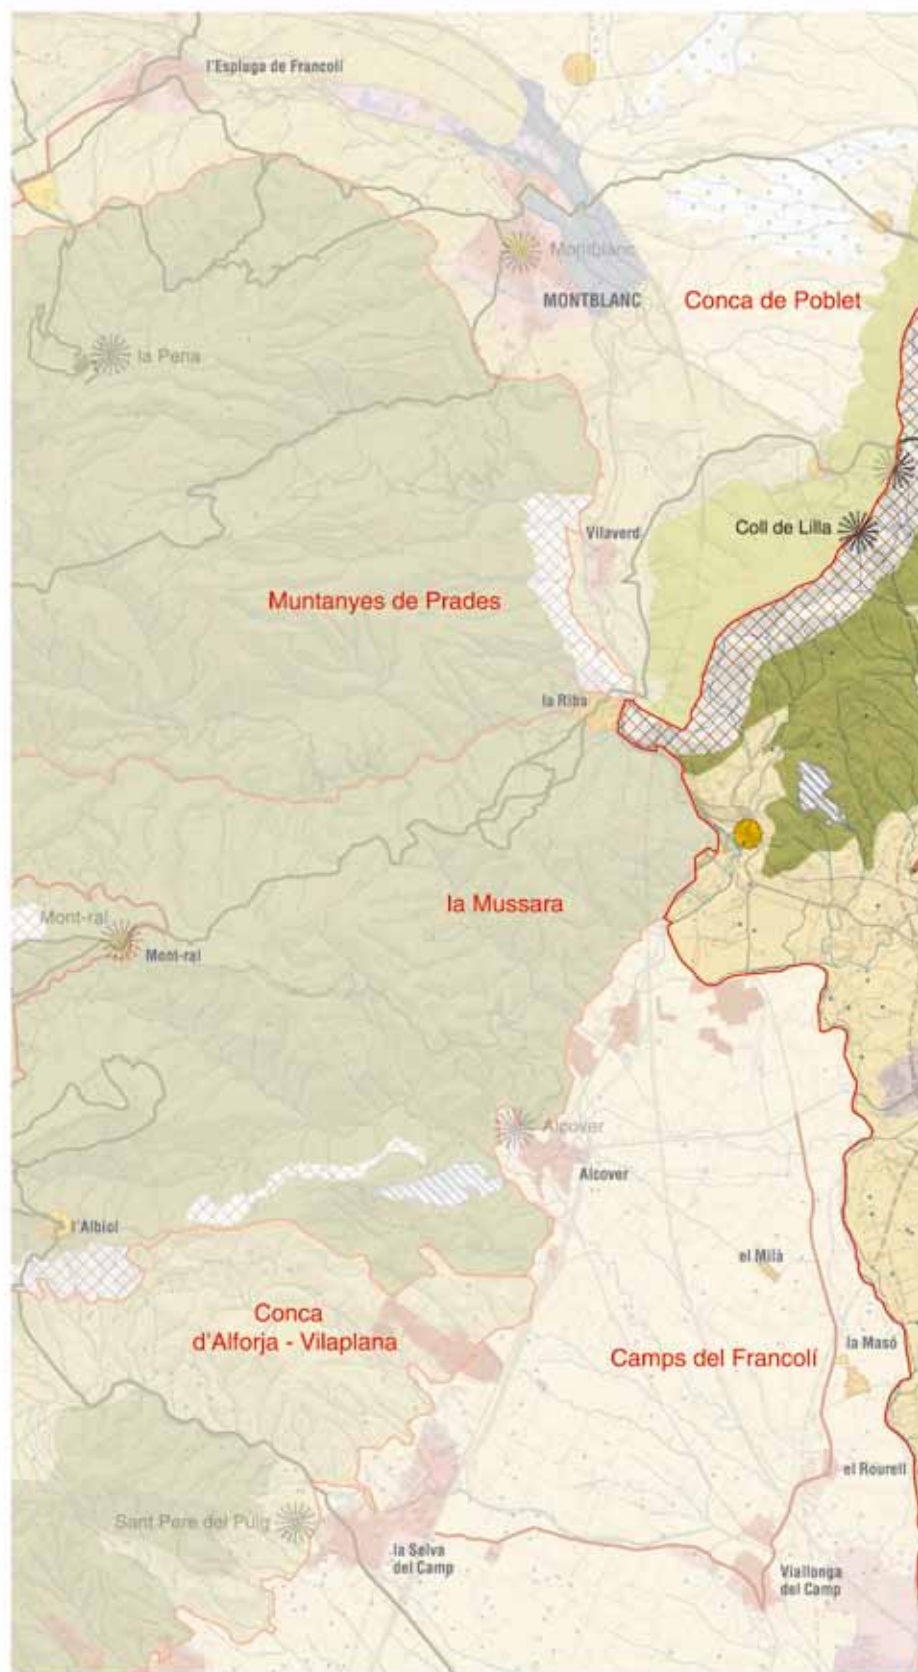 l'Espluga de Francolí
Montblanc
MONTBLANC
Conca de Poblet
la Pena
Coll de Lilla
Vilaverd
Muntanyes de Prades
la Riba
la Mussara
Mont-ral
Mont-ral
Alcover
Alcover
l'Albiol
el Milà
Conca
d'Alforja - Vilaplana
la Masó
Camps del Francolí
el Rourell
Sant Pere del Puig
la Selva
del Camp
Viallonga
del Camp